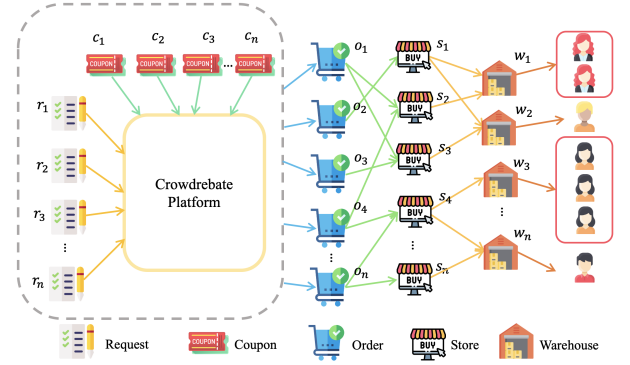 c₁ c₂ c₃ ... cₙ
COUPON COUPON COUPON COUPON
r₁
r₂
r₃
⋮
rₙ
Crowdrebate
Platform
o₁
o₂
o₃
o₄
⋮
oₙ
s₁
BUY
s₂
BUY
s₃
BUY
s₄
BUY
⋮
sₙ
BUY
w₁
w₂
w₃
⋮
wₙ
Request
COUPON
Coupon
Order
BUY
Store
Warehouse